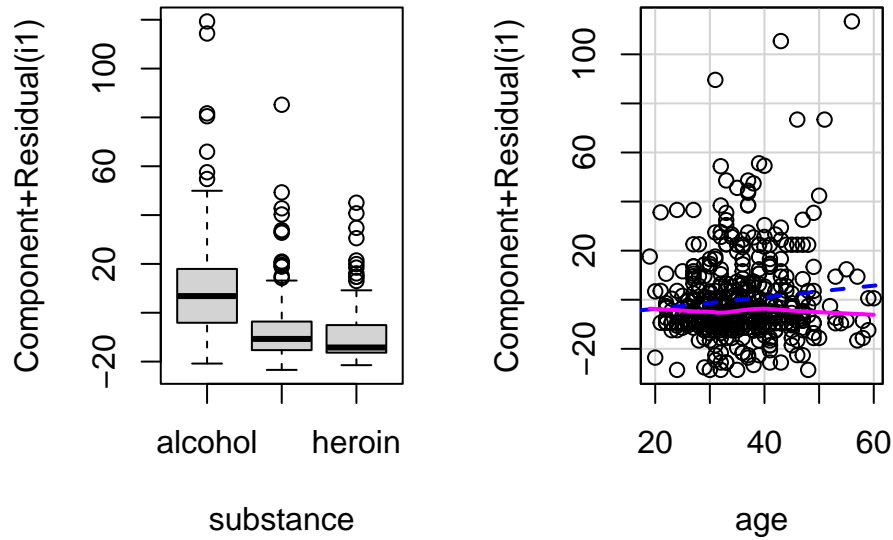 Component+Residual(i1)
100
60
20
−20
alcohol heroin
substance
Component+Residual(i1)
100
60
20
−20
20 40 60
age